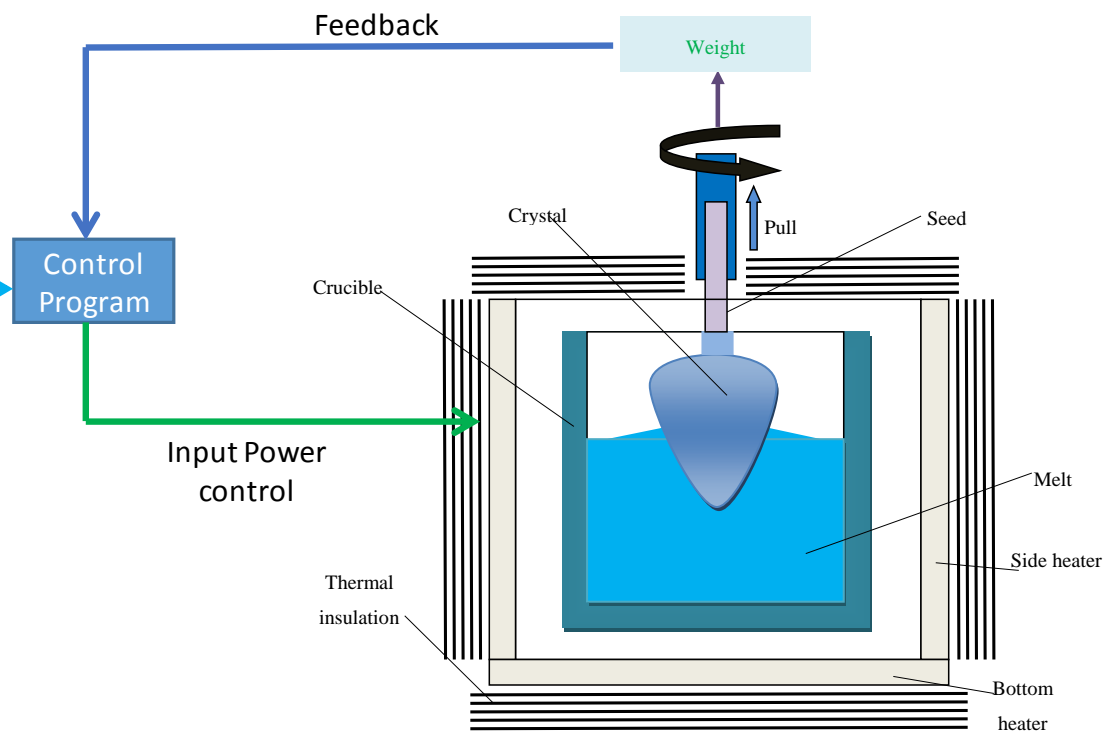 Feedback
Weight
Crystal
Pull
Seed
Control
Program
Crucible
Input Power
control
Melt
Side heater
Thermal
insulation
Bottom
heater